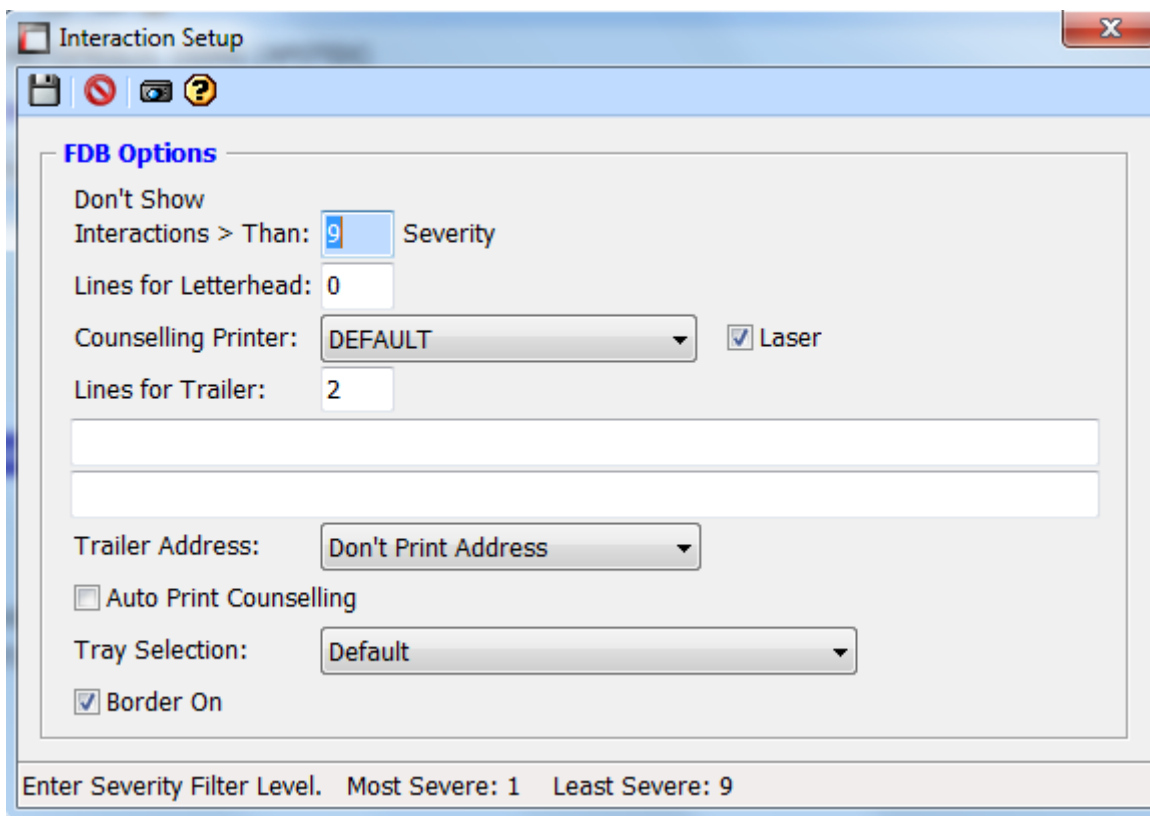 Interaction Setup
FDB Options
Don't Show
Interactions > Than: 9 Severity
Lines for Letterhead: 0
Counselling Printer: DEFAULT Laser
Lines for Trailer: 2
Trailer Address: Don't Print Address
Auto Print Counselling
Tray Selection: Default
Border On
Enter Severity Filter Level. Most Severe: 1 Least Severe: 9